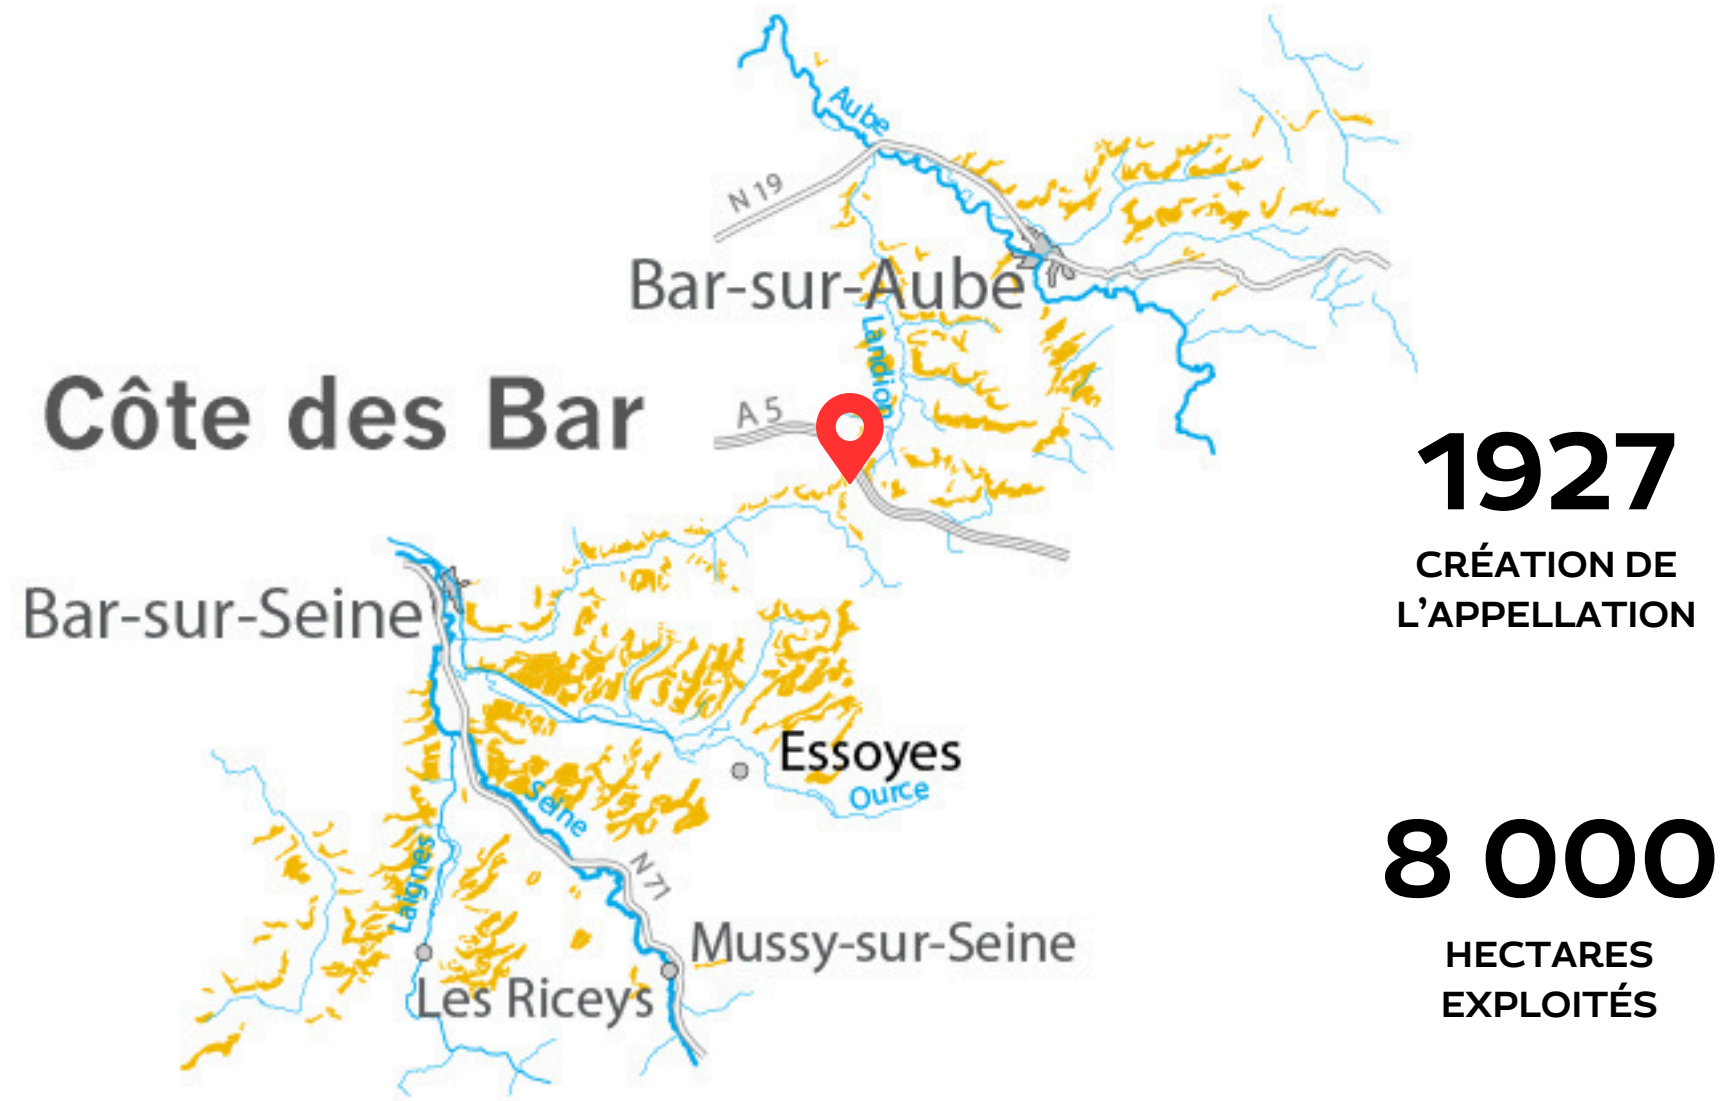 Aube
N 19
Bar-sur-Aube
Landion
Côte des Bar
A 5
1927
CRÉATION DE
L’APPELLATION
Bar-sur-Seine
Essoyes
Ource
Seine
Laignes
N 71
8 000
HECTARES
EXPLOITÉS
Mussy-sur-Seine
Les Riceys